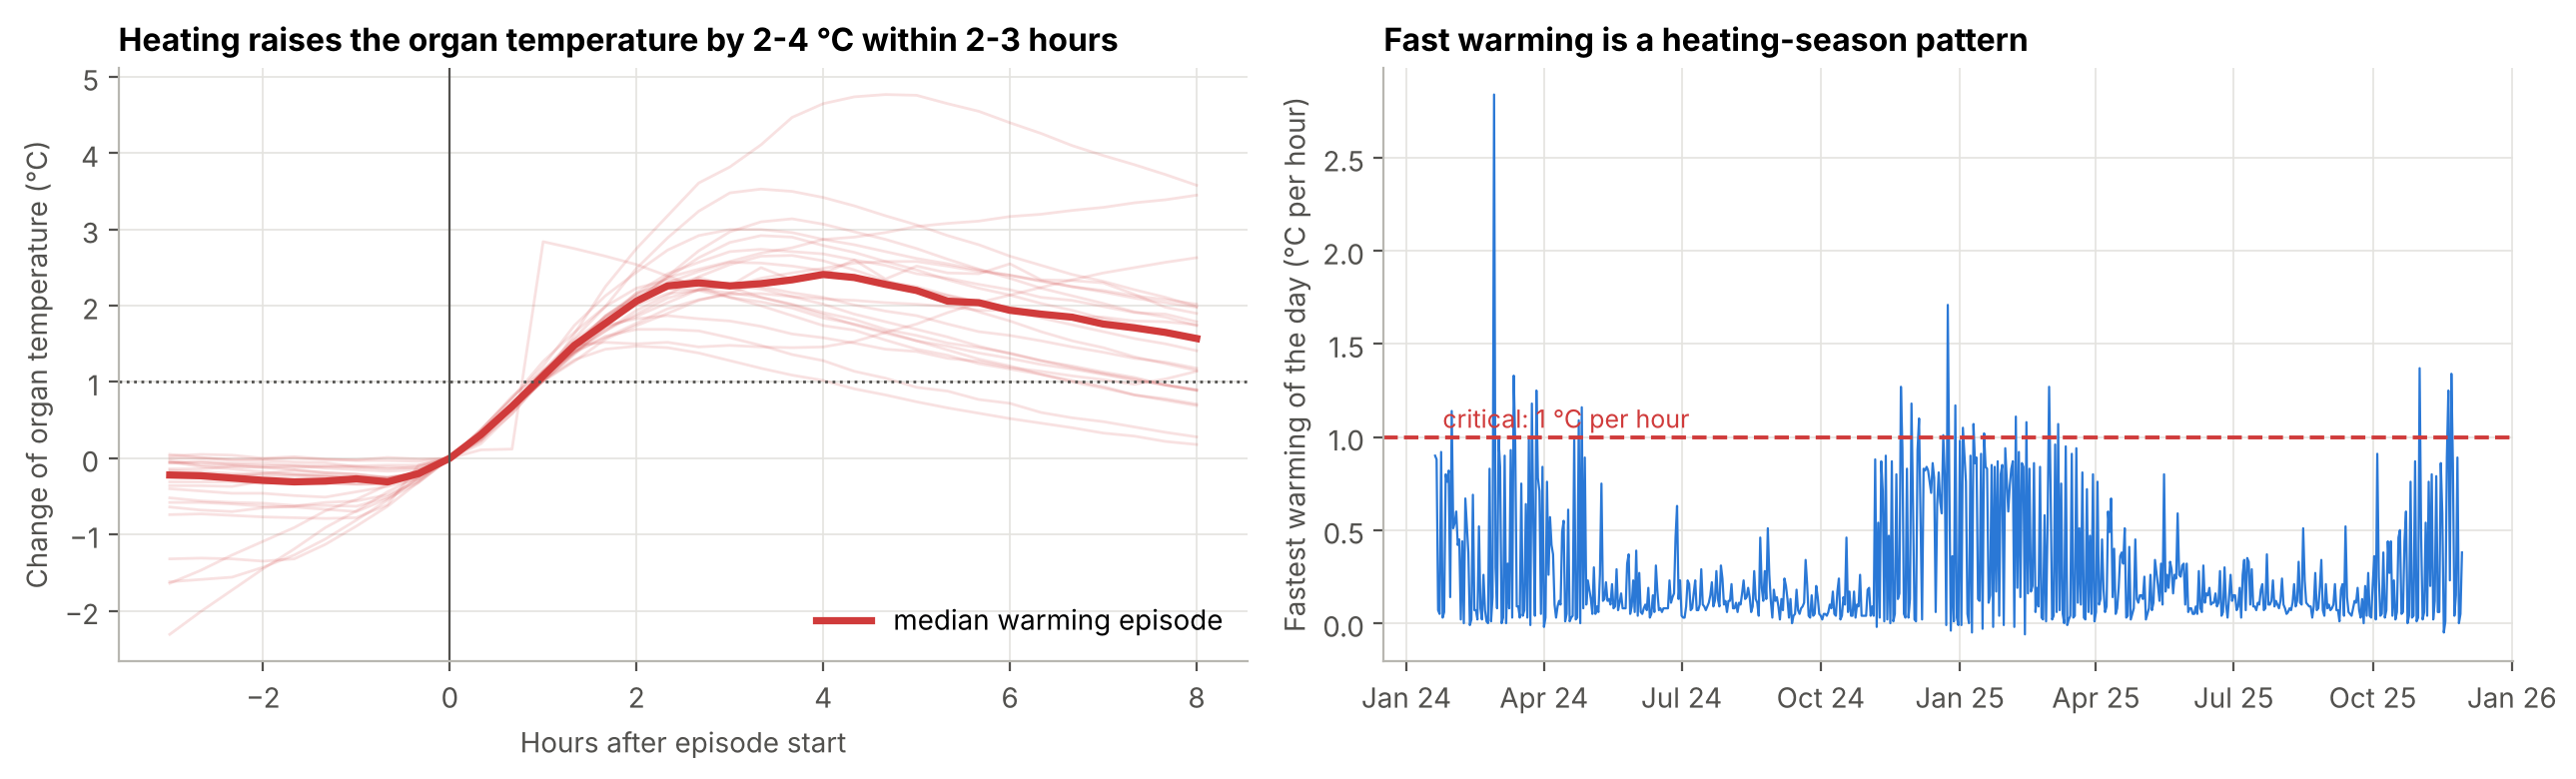 Heating raises the organ temperature by 2-4 °C within 2-3 hours
Change of organ temperature (°C)
5
4
3
2
1
0
−1
−2
−2
0
2
4
6
8
Hours after episode start
median warming episode
Fast warming is a heating-season pattern
Fastest warming of the day (°C per hour)
2.5
2.0
1.5
1.0
0.5
0.0
critical: 1 °C per hour
Jan 24
Apr 24
Jul 24
Oct 24
Jan 25
Apr 25
Jul 25
Oct 25
Jan 26